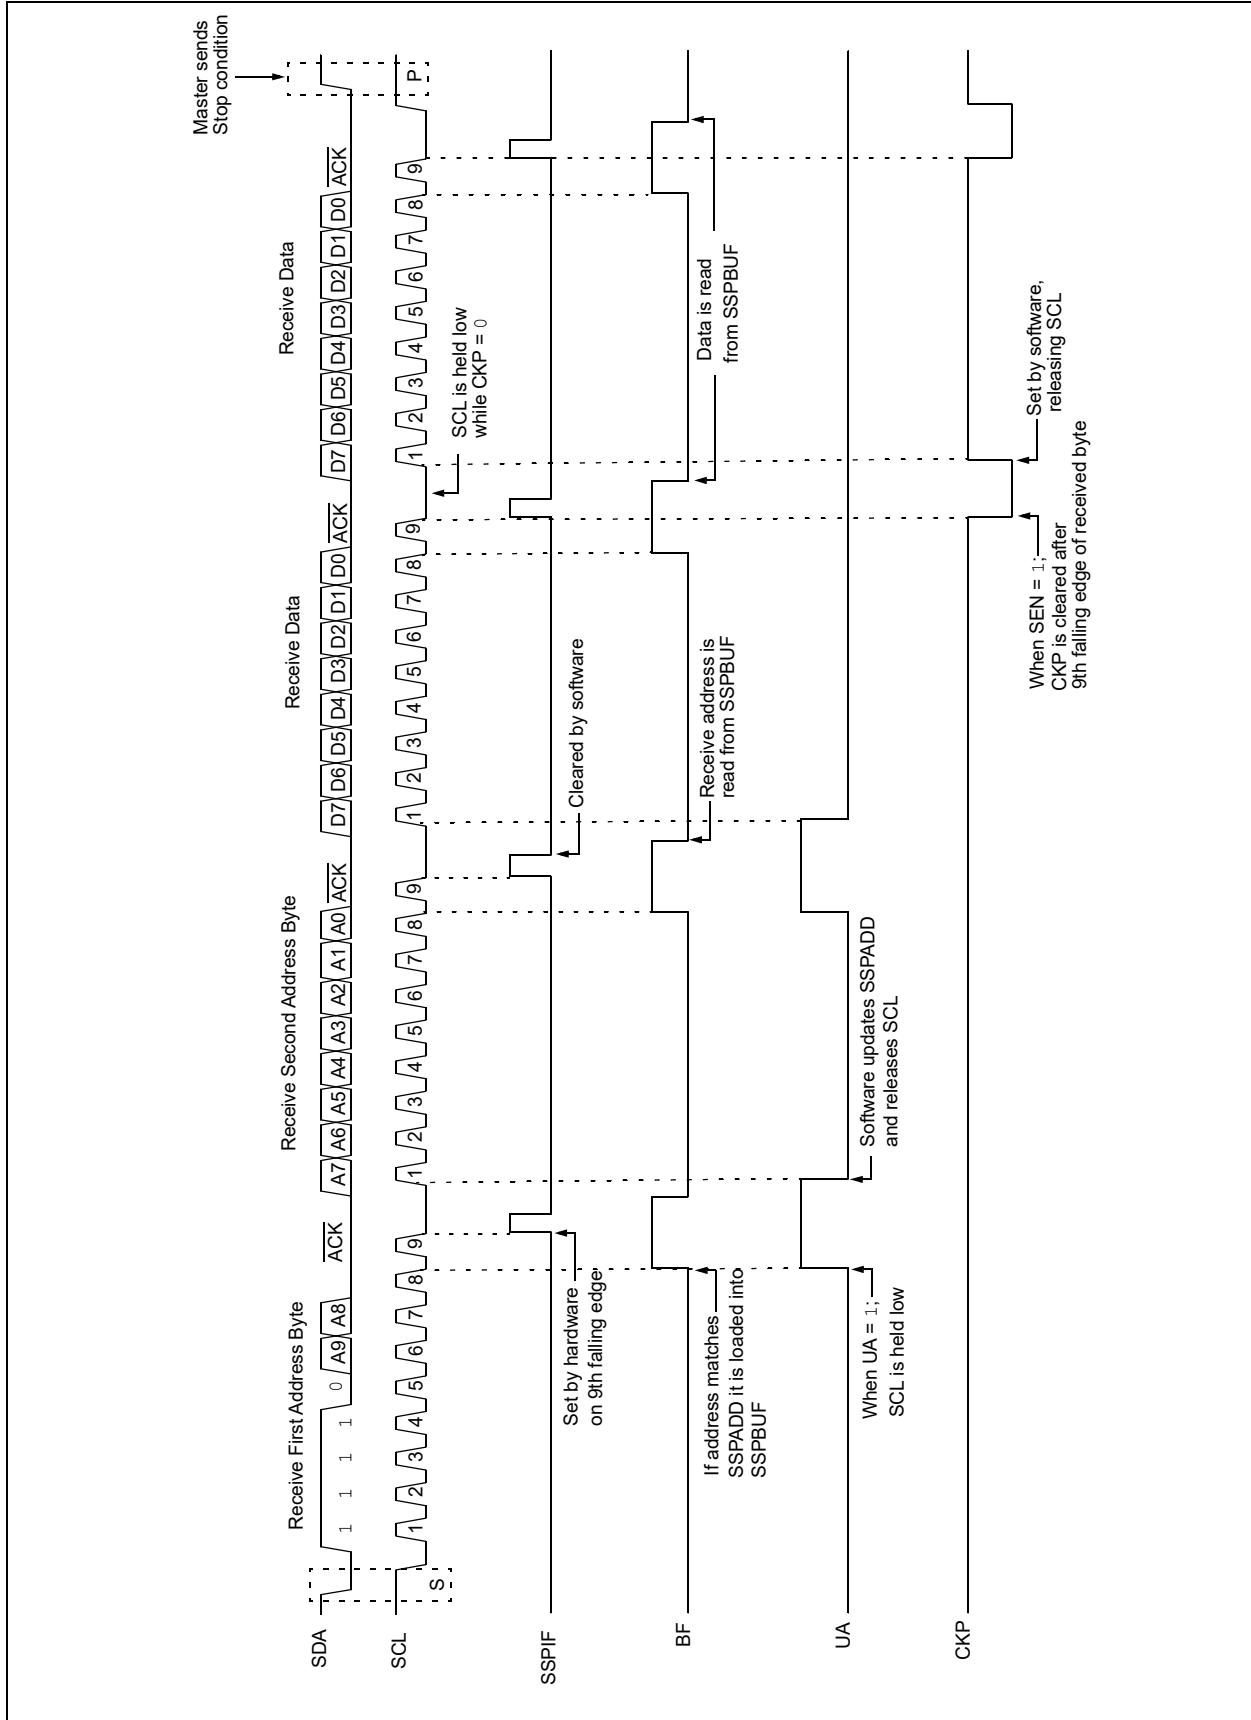 Master sends
Stop condition
Receive First Address Byte
Receive Second Address Byte
Receive Data
Receive Data
SDA
1 1 1 1 0 A9 A8 ACK
A7 A6 A5 A4 A3 A2 A1 A0 ACK
D7 D6 D5 D4 D3 D2 D1 D0 ACK
D7 D6 D5 D4 D3 D2 D1 D0 ACK
SCL
S
1 2 3 4 5 6 7 8 9
1 2 3 4 5 6 7 8 9
1 2 3 4 5 6 7 8 9
1 2 3 4 5 6 7 8 9
P
SCL is held low
while CKP = 0
SSPIF
Set by hardware
on 9th falling edge
Cleared by software
BF
If address matches
SSPADD it is loaded into
SSPBUF
Receive address is
read from SSPBUF
Data is read
from SSPBUF
UA
When UA = 1;
SCL is held low
Software updates SSPADD
and releases SCL
CKP
When SEN = 1;
CKP is cleared after
9th falling edge of received byte
Set by software,
releasing SCL